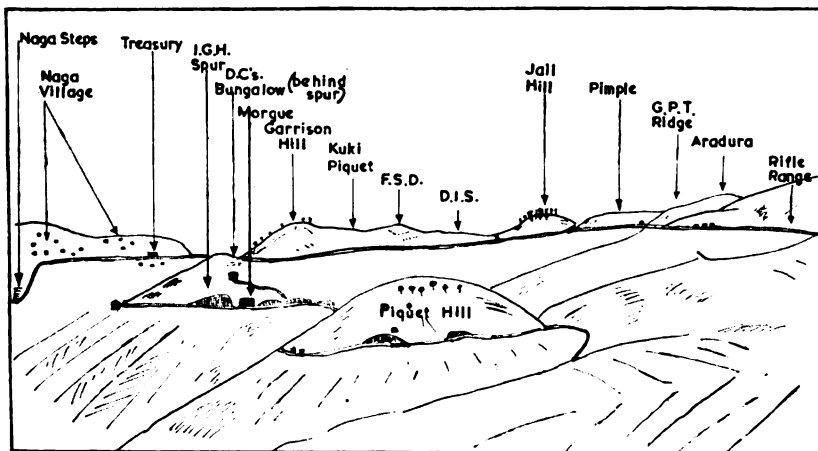 Naga Steps
Naga
Village
Treasury
I.G.H.
Spur
D.C's.
Bungalow (behind
spur)
Morgue
Garrison
Hill
Kuki
Piquet
F.S.D.
D.I.S.
Jail
Hill
Pimple
G.P.T.
Ridge
Aradura
Rifle
Range
Piquet Hill